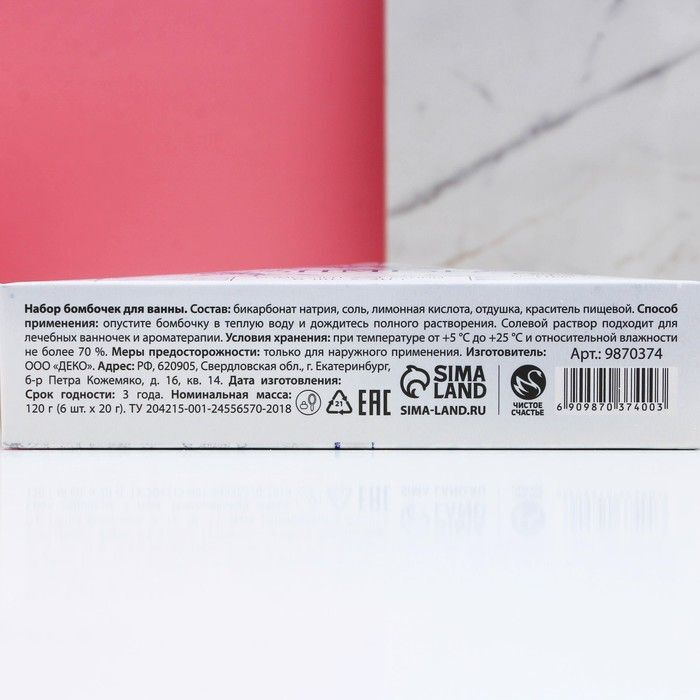 Набор бомбочек для ванны. Состав: бикарбонат натрия, соль, лимонная кислота, отдушка, краситель пищевой. Способ
применения: опустите бомбочку в теплую воду и дождитесь полного растворения. Солевой раствор подходит для
лечебных ванночек и ароматерапии. Условия хранения: при температуре от +5 °C до +25 °C и относительной влажности
не более 70 %. Меры предосторожности: только для наружного применения. Изготовитель:
ООО «ДЕКО». Адрес: РФ, 620905, Свердловская обл., г. Екатеринбург,
б-р Петра Кожемяко, д. 16, кв. 14. Дата изготовления:
Срок годности: 3 года. Номинальная масса:
120 г (6 шт. х 20 г). ТУ 204215-001-24556570-2018
21
EAC
SIMA
LAND
SIMA-LAND.RU
ЧИСТОЕ
СЧАСТЬЕ
Арт.: 9870374
6 909870 374003